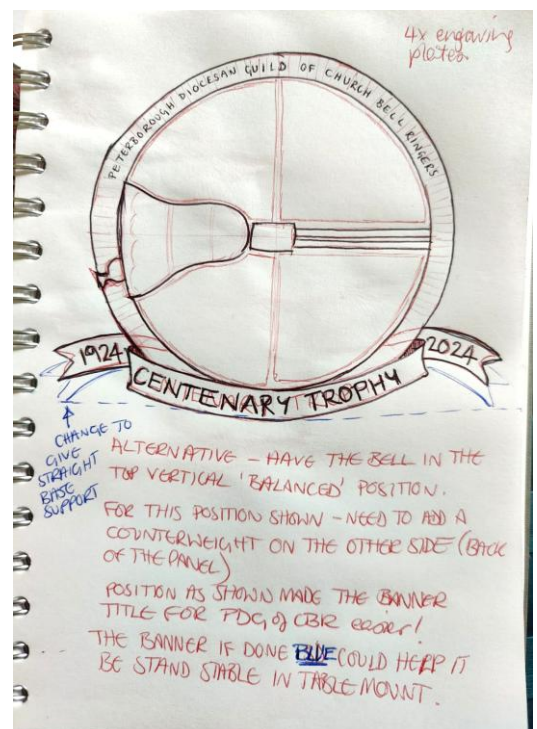 4x engraving
plates
PETERBOROUGH DIOCESAN GUILD OF CHURCH BELL RINGERS
1924
2024
CENTENARY TROPHY
CHANGE TO
GIVE
STRAIGHT
BASE
SUPPORT
ALTERNATIVE - HAVE THE BELL IN THE
TOP VERTICAL 'BALANCED' POSITION.
FOR THIS POSITION SHOWN - NEED TO ADD A
COUNTERWEIGHT ON THE OTHER SIDE (BACK
OF THE PANEL)
POSITION AS SHOWN MADE THE BANNER
TITLE FOR PDG of CBR easier!
THE BANNER IF DONE BLUE COULD HELP IT
BE STAND STABLE IN TABLE MOUNT.